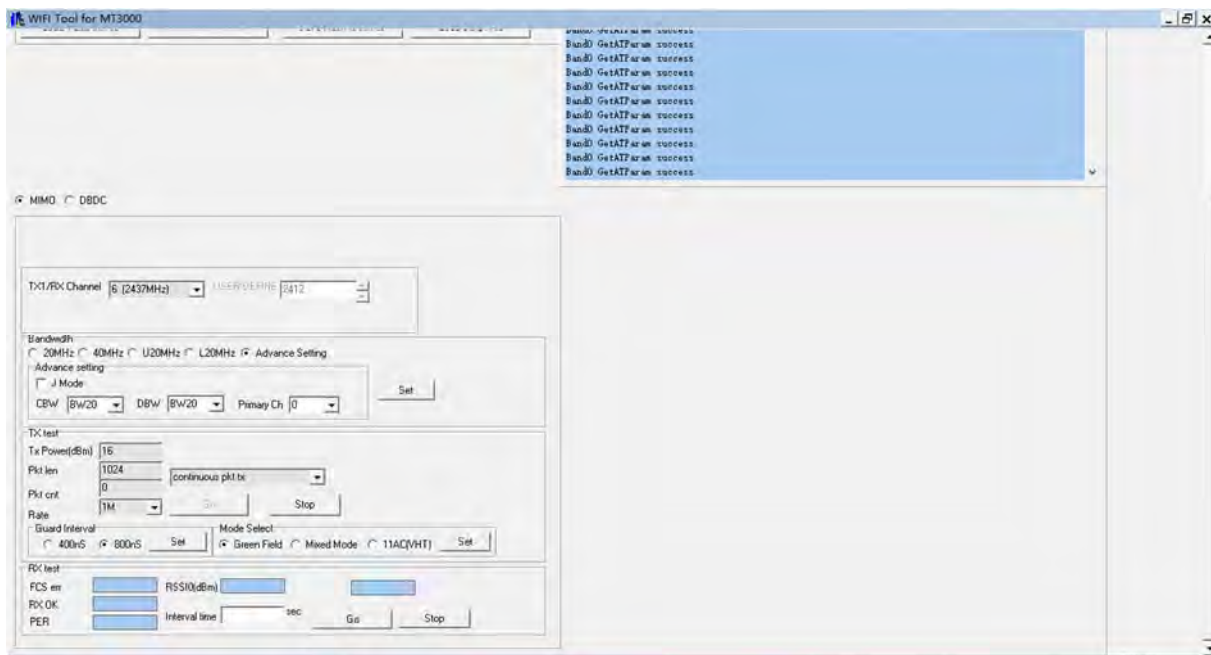 WIFI Tool for MT3000
Band0 GetATParam success
Band0 GetATParam success
Band0 GetATParam success
Band0 GetATParam success
Band0 GetATParam success
Band0 GetATParam success
Band0 GetATParam success
Band0 GetATParam success
Band0 GetATParam success
Band0 GetATParam success
Band0 GetATParam success
MIMO DBDC
TX1/RX Channel 6 (2437MHz) USER DEFINE 2412
Bandwidth
20MHz 40MHz U20MHz L20MHz Advance Setting
Advance setting
J Mode
Set
CBW BW20 DBW BW20 Primary Ch 0
TX test
Tx Power(dBm) 16
Pkt len 1024 continuous pkt tx
Pkt cnt 0
Rate 1M Go Stop
Guard Interval Mode Select
400nS 800nS Set Green Field Mixed Mode 11AC(VHT) Set
RX test
FCS err RSSI0(dBm)
RX OK
Interval time sec Go Stop
PER